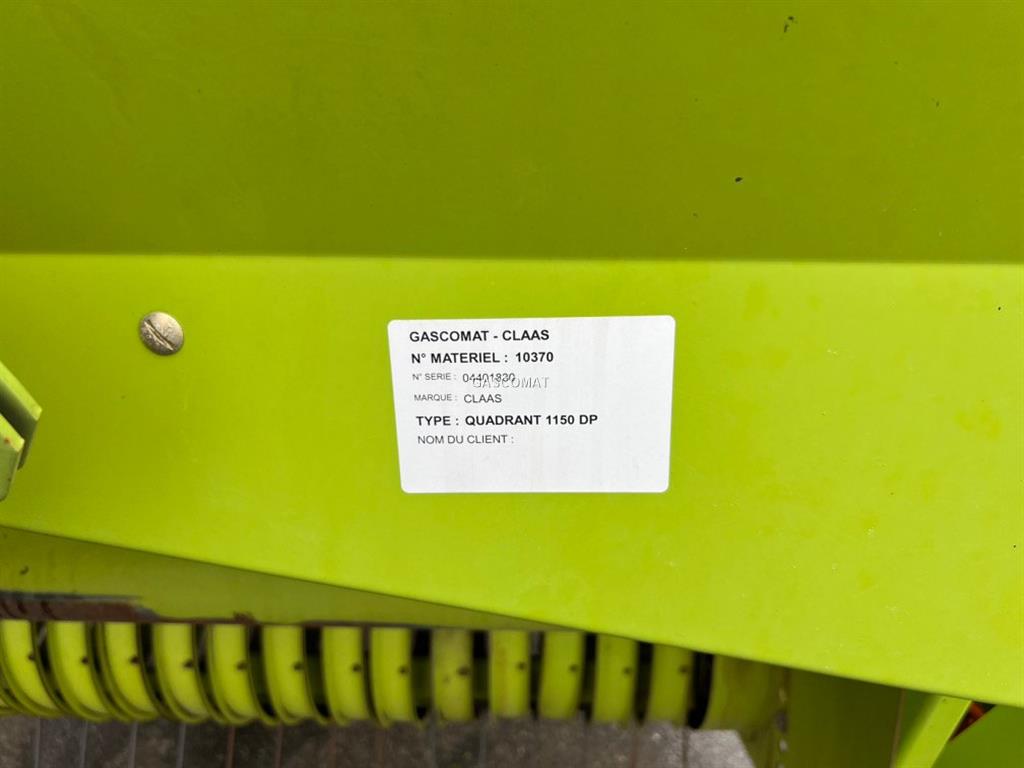 GASCOMAT - CLAAS
N° MATERIEL : 10370
N° SERIE : 04401830
GASCOMAT
MARQUE : CLAAS
TYPE : QUADRANT 1150 DP
NOM DU CLIENT :